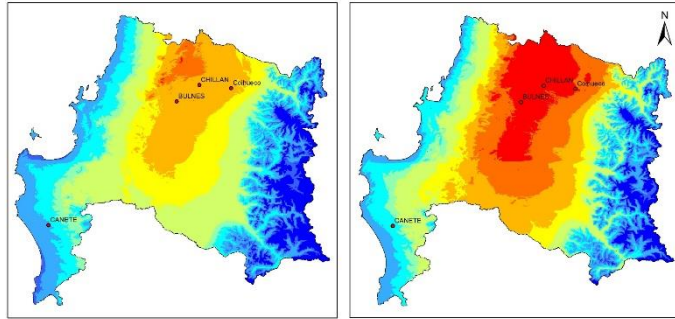 CHILLAN
Coihueco
BULNES
CAÑETE
N
CHILLAN
Coihueco
BULNES
CAÑETE